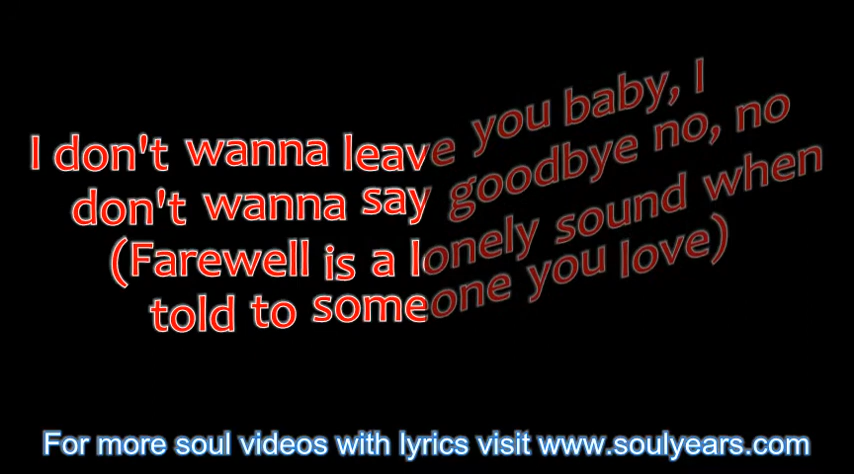 I don't wanna leave you baby, I
don't wanna say goodbye no, no
(Farewell is a lonely sound when
told to someone you love)
For more soul videos with lyrics visit www.soulyears.com